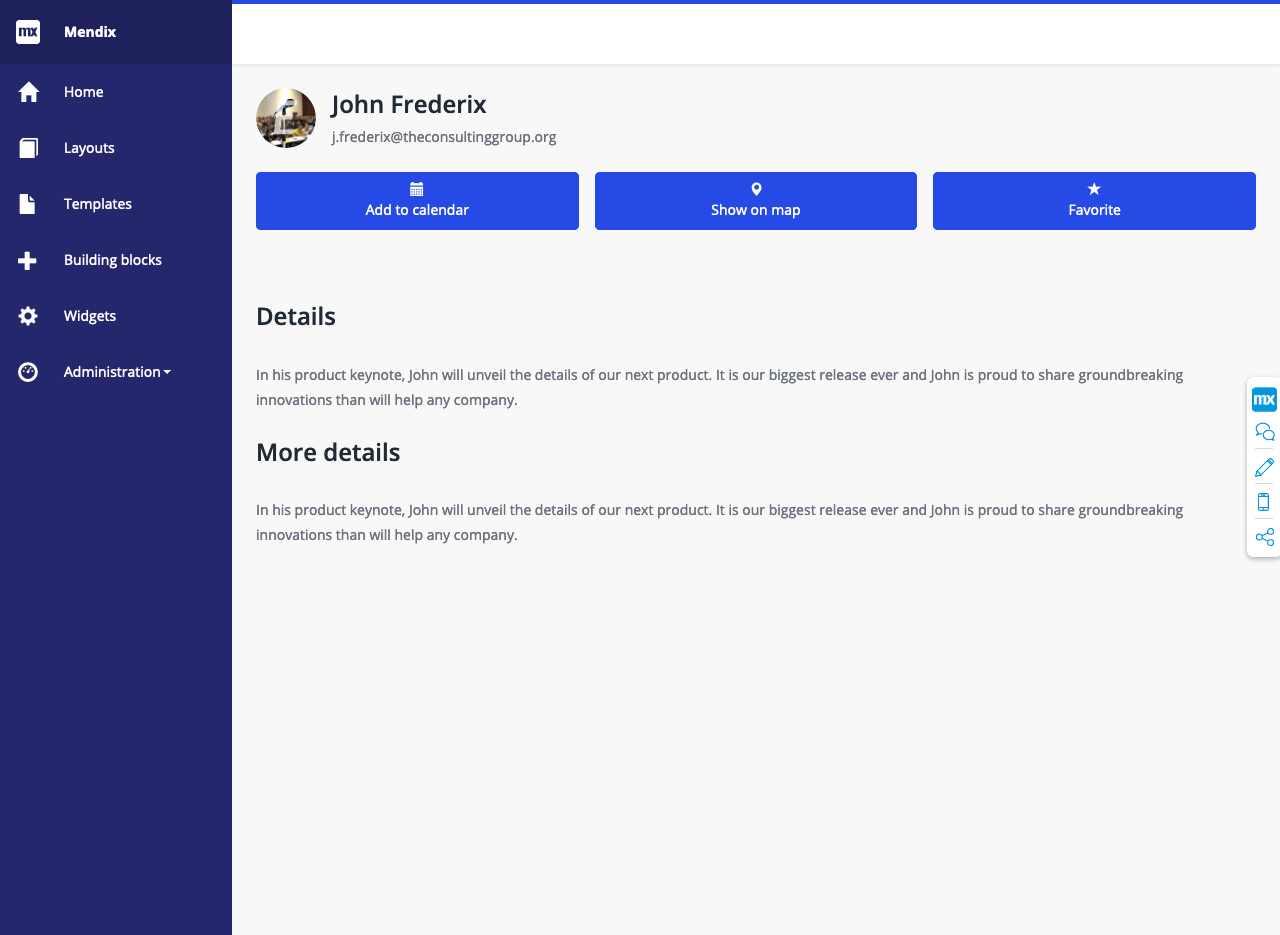 mx
Mendix
Home
Layouts
Templates
Building blocks
Widgets
Administration
John Frederix
j.frederix@theconsultinggroup.org
Add to calendar
Show on map
Favorite
Details
In his product keynote, John will unveil the details of our next product. It is our biggest release ever and John is proud to share groundbreaking
innovations than will help any company.
More details
In his product keynote, John will unveil the details of our next product. It is our biggest release ever and John is proud to share groundbreaking
innovations than will help any company.
mx